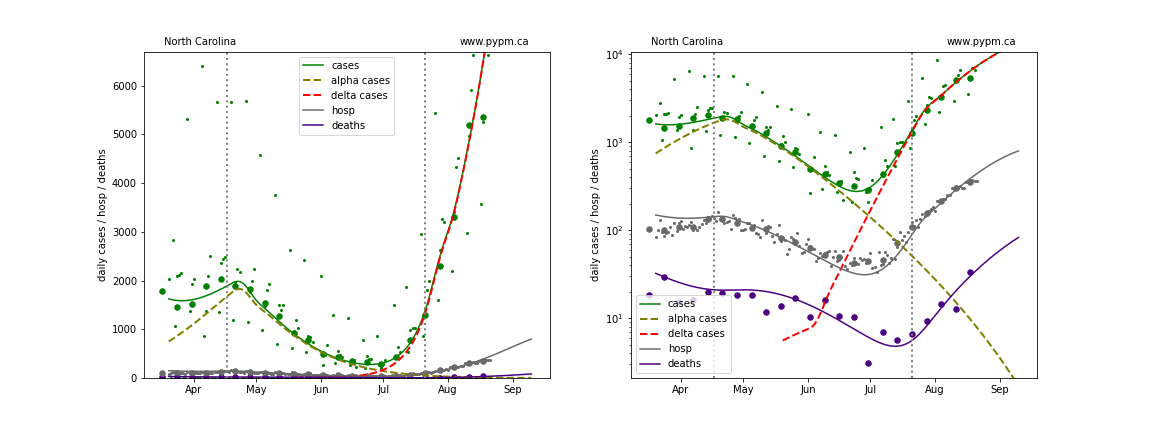 North Carolina
www.pypm.ca
daily cases / hosp / deaths
6000
5000
4000
3000
2000
1000
0
cases
alpha cases
delta cases
hosp
deaths
Apr
May
Jun
Jul
Aug
Sep
North Carolina
www.pypm.ca
daily cases / hosp / deaths
10⁴
10³
10²
10¹
cases
alpha cases
delta cases
hosp
deaths
Apr
May
Jun
Jul
Aug
Sep